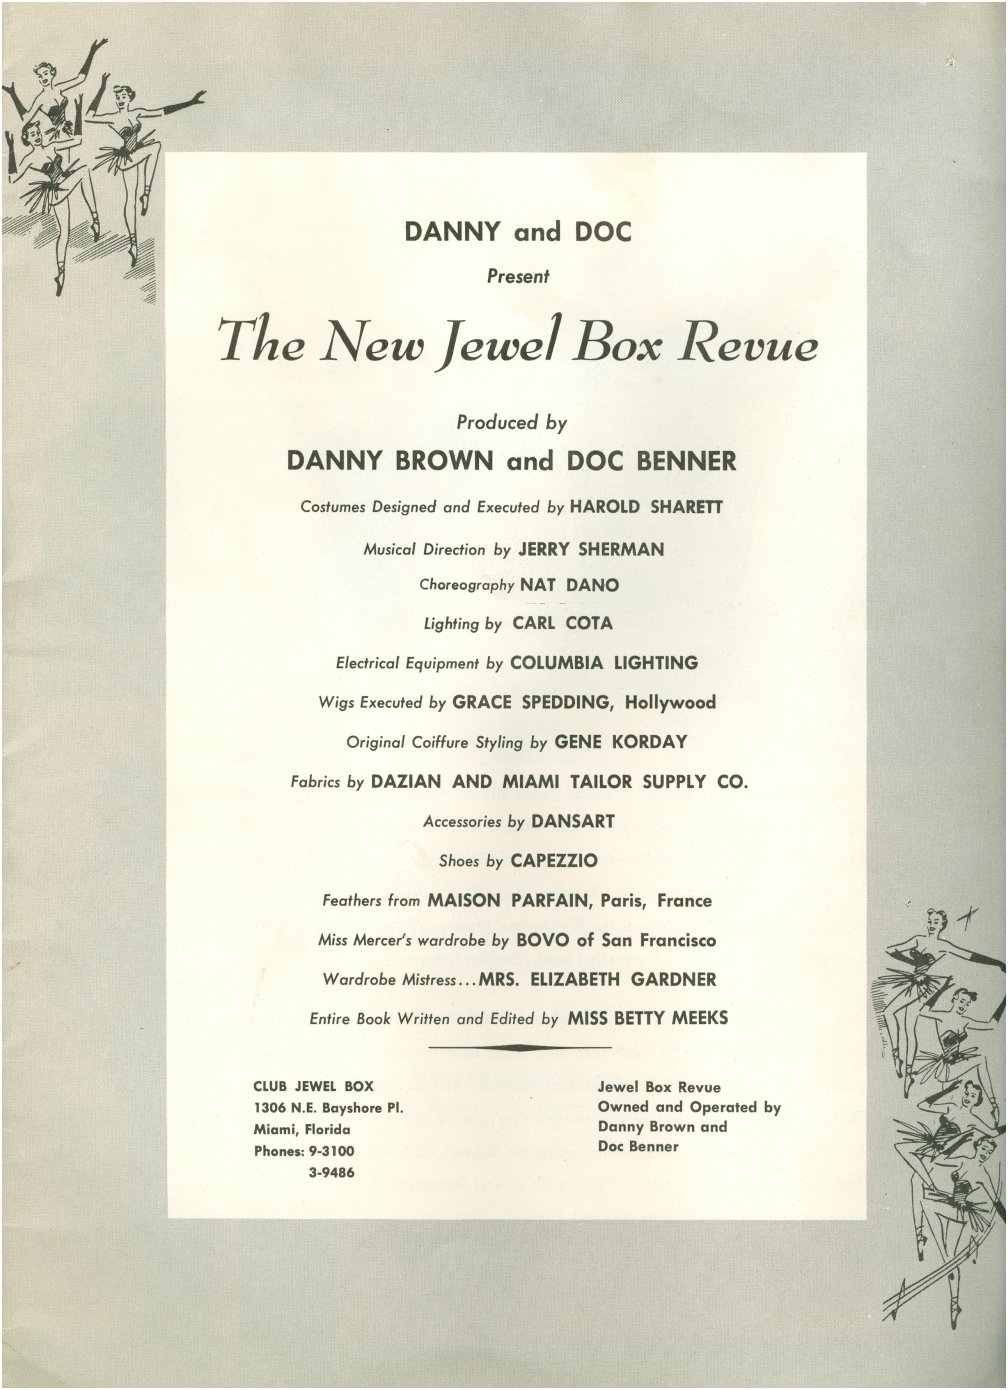 DANNY and DOC
Present
The New Jewel Box Revue
Produced by
DANNY BROWN and DOC BENNER
Costumes Designed and Executed by HAROLD SHARETT
Musical Direction by JERRY SHERMAN
Choreography NAT DANO
Lighting by CARL COTA
Electrical Equipment by COLUMBIA LIGHTING
Wigs Executed by GRACE SPEDDING, Hollywood
Original Coiffure Styling by GENE KORDAY
Fabrics by DAZIAN AND MIAMI TAILOR SUPPLY CO.
Accessories by DANSART
Shoes by CAPEZZIO
Feathers from MAISON PARFAIN, Paris, France
Miss Mercer's wardrobe by BOVO of San Francisco
Wardrobe Mistress...MRS. ELIZABETH GARDNER
Entire Book Written and Edited by MISS BETTY MEEKS
CLUB JEWEL BOX
1306 N.E. Bayshore Pl.
Miami, Florida
Phones: 9-3100
3-9486
Jewel Box Revue
Owned and Operated by
Danny Brown and
Doc Benner